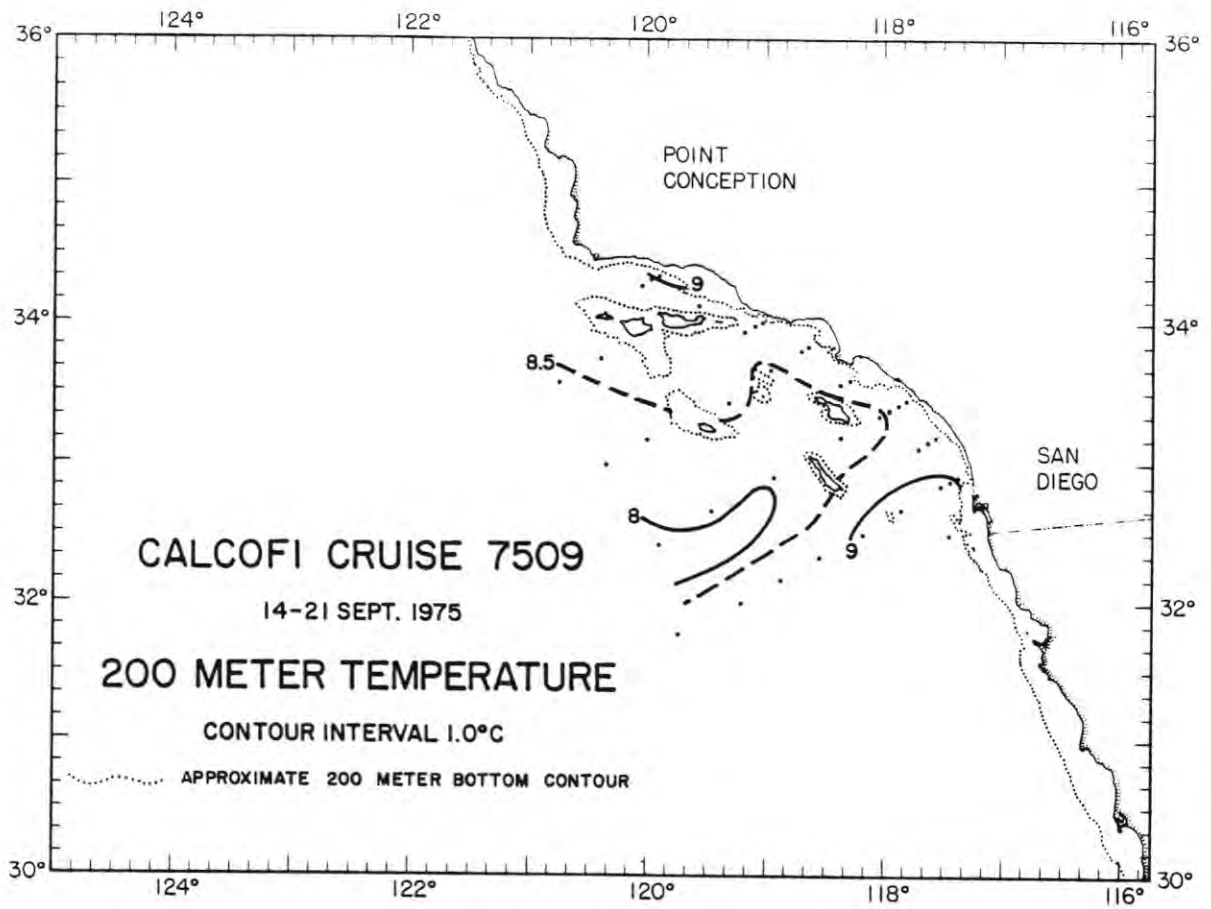 124° 122° 120° 118° 116°
36° 36°
POINT
CONCEPTION
9
34° 34°
8.5
SAN
DIEGO
8
9
CALCOFI CRUISE 7509
14-21 SEPT. 1975
32° 32°
200 METER TEMPERATURE
CONTOUR INTERVAL 1.0°C
APPROXIMATE 200 METER BOTTOM CONTOUR
30° 30°
124° 122° 120° 118° 116°